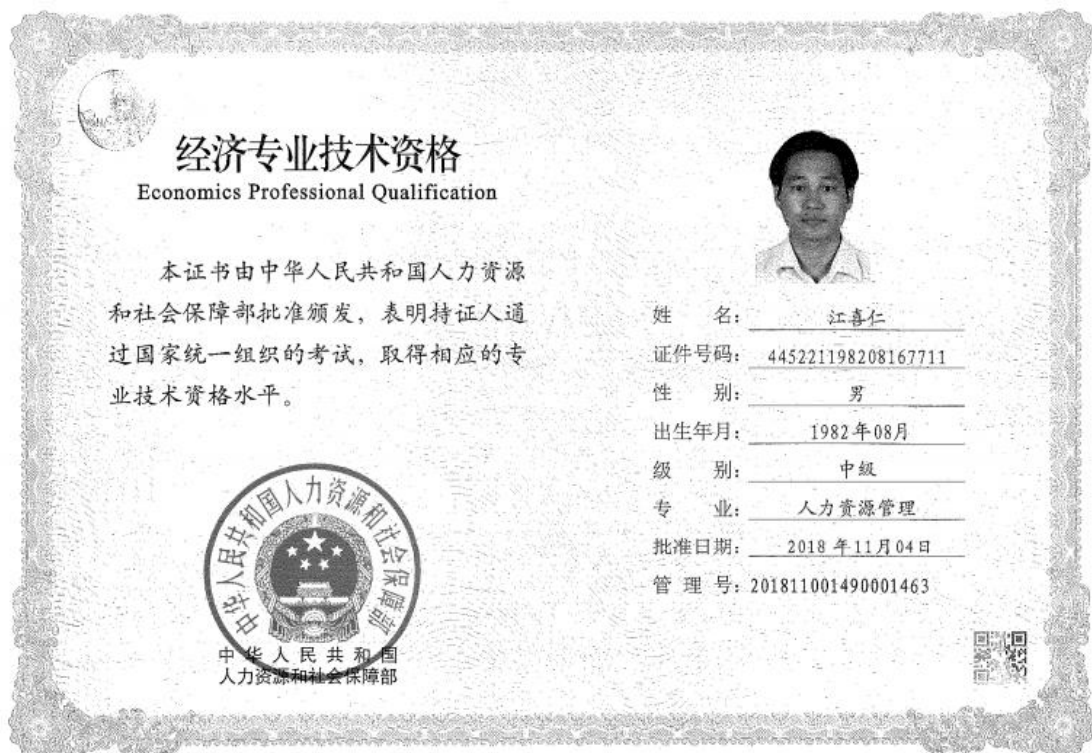 经济专业技术资格
Economics Professional Qualification
本证书由中华人民共和国人力资源
和社会保障部批准颁发，表明持证人通
过国家统一组织的考试，取得相应的专
业技术资格水平。
中华人民共和国人力资源和社会保障部
中华人民共和国
人力资源和社会保障部
姓 名： 江喜仁
证件号码： 445221198208167711
性 别： 男
出生年月： 1982年08月
级 别： 中级
专 业： 人力资源管理
批准日期： 2018年11月04日
管 理 号：201811001490001463